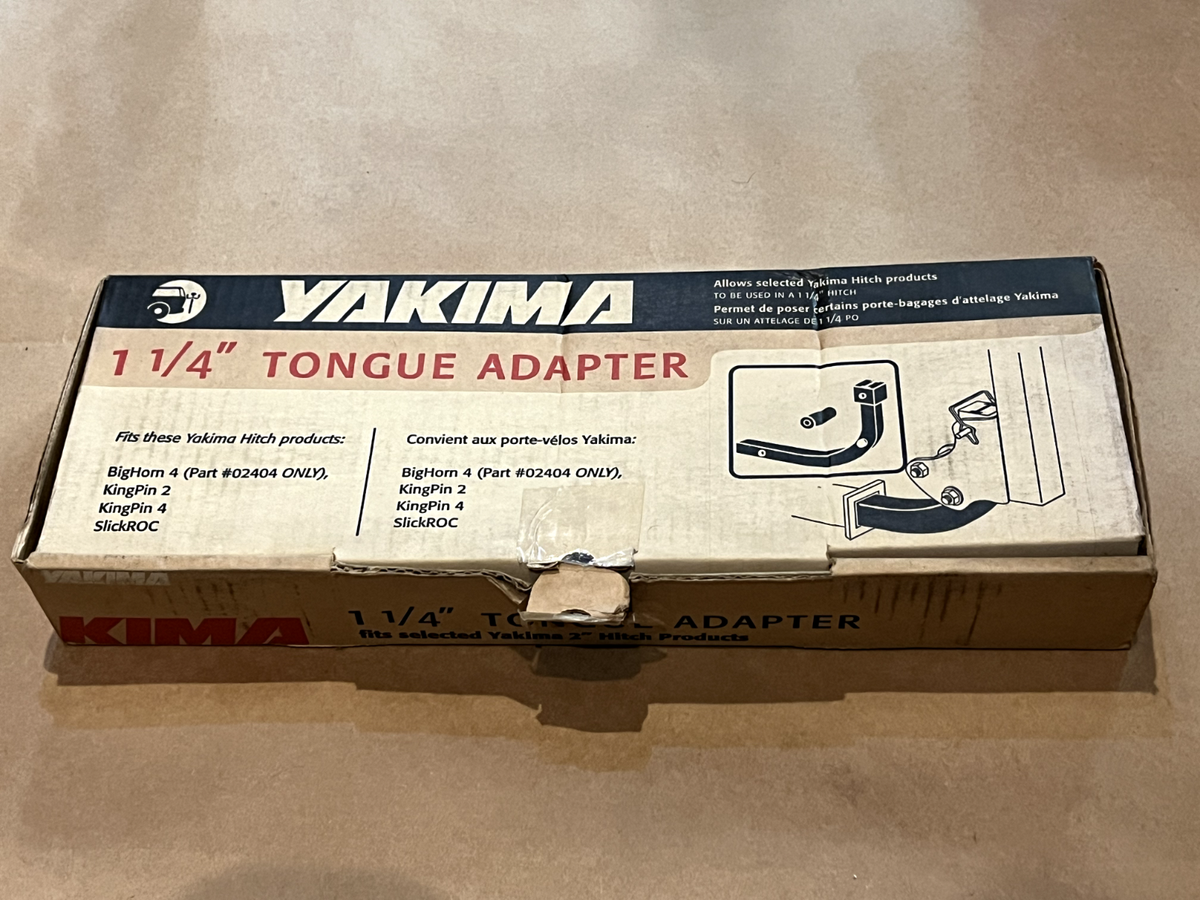 YAKIMA
Allows selected Yakima Hitch products
TO BE USED IN A 1 1/4" HITCH
Permet de poser certains porte-bagages d'attelage Yakima
SUR UN ATTELAGE DE 1 1/4 PO
1 1/4" TONGUE ADAPTER
Fits these Yakima Hitch products:
BigHorn 4 (Part #02404 ONLY),
KingPin 2
KingPin 4
SlickROC
Convient aux porte-vélos Yakima:
BigHorn 4 (Part #02404 ONLY),
KingPin 2
KingPin 4
SlickROC
YAKIMA
KIMA
1 1/4" TONGUE ADAPTER
fits selected Yakima 2" Hitch Products